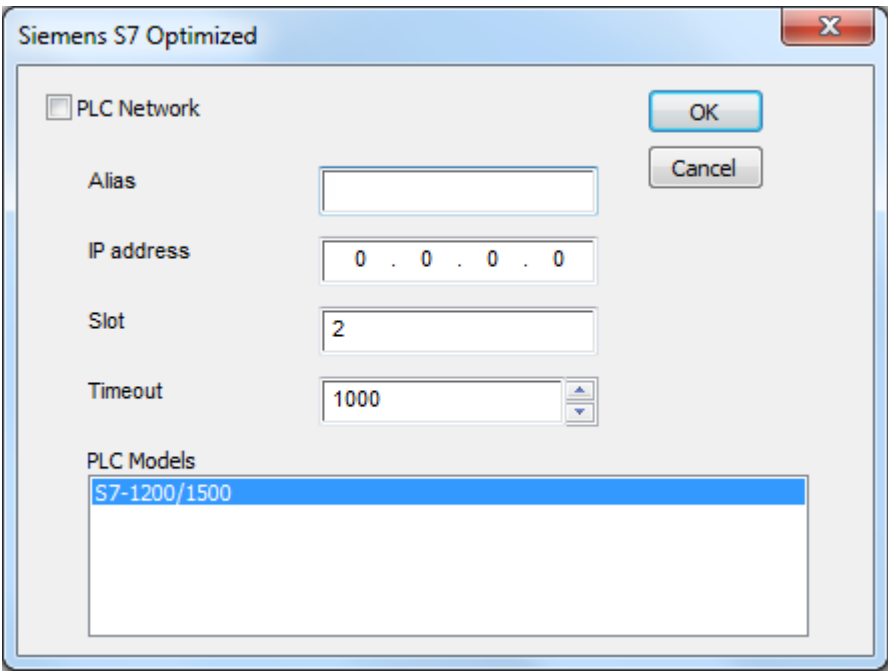 Siemens S7 Optimized
PLC Network
OK
Cancel
Alias
IP address
0 . 0 . 0 . 0
Slot
2
Timeout
1000
PLC Models
S7-1200/1500